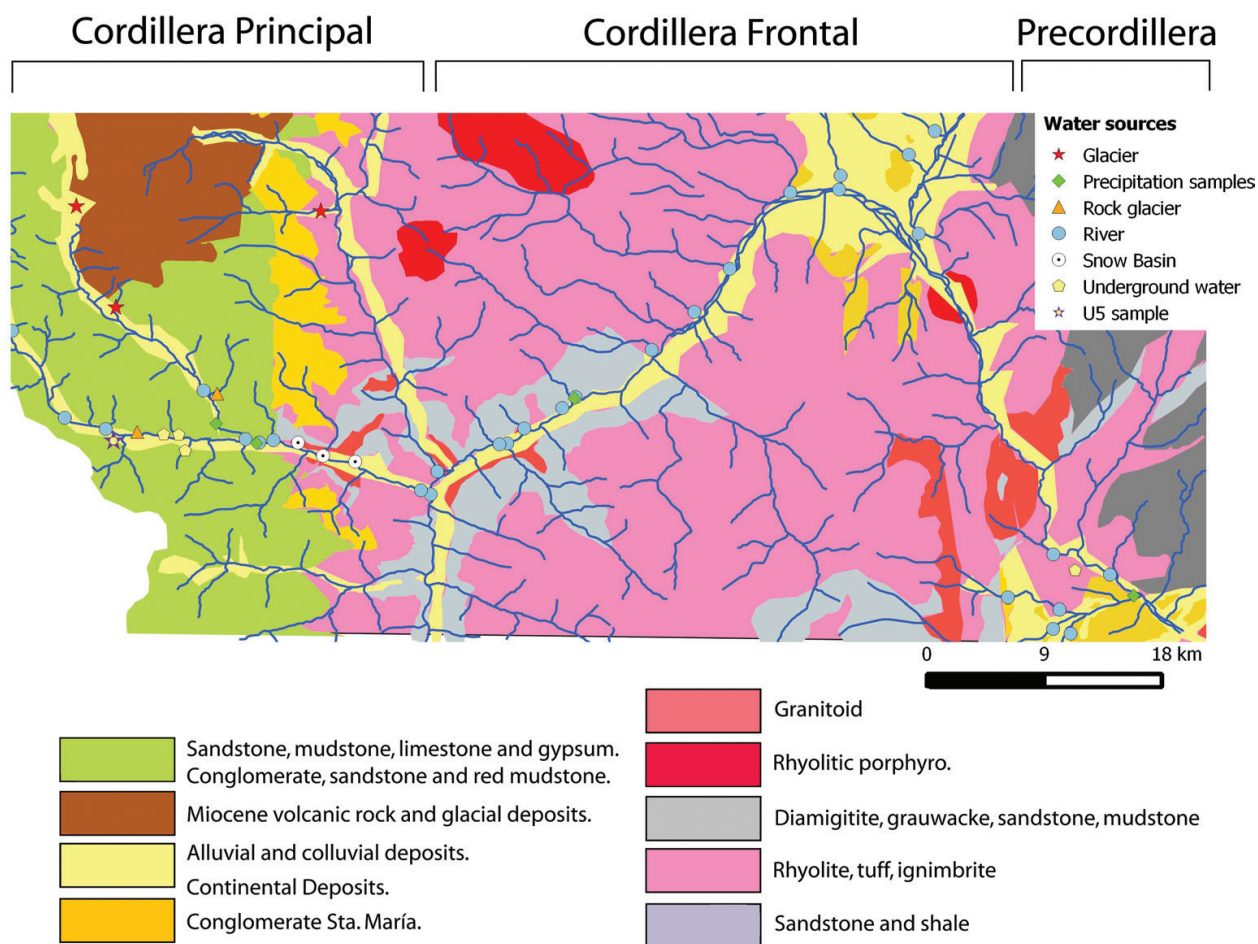 Cordillera Principal
Cordillera Frontal
Precordillera
Water sources
Glacier
Precipitation samples
Rock glacier
River
Snow Basin
Underground water
U5 sample
0 9 18 km
Sandstone, mudstone, limestone and gypsum.
Conglomerate, sandstone and red mudstone.
Miocene volcanic rock and glacial deposits.
Alluvial and colluvial deposits.
Continental Deposits.
Conglomerate Sta. María.
Granitoid
Rhyolitic porphyro.
Diamigitite, grauwacke, sandstone, mudstone
Rhyolite, tuff, ignimbrite
Sandstone and shale